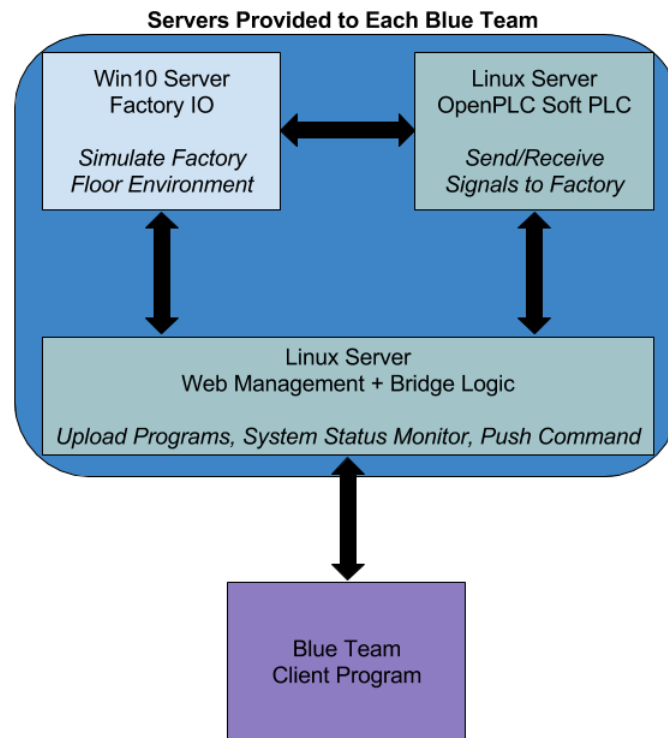 Servers Provided to Each Blue Team
Win10 Server
Factory IO
Simulate Factory
Floor Environment
Linux Server
OpenPLC Soft PLC
Send/Receive
Signals to Factory
Linux Server
Web Management + Bridge Logic
Upload Programs, System Status Monitor, Push Command
Blue Team
Client Program